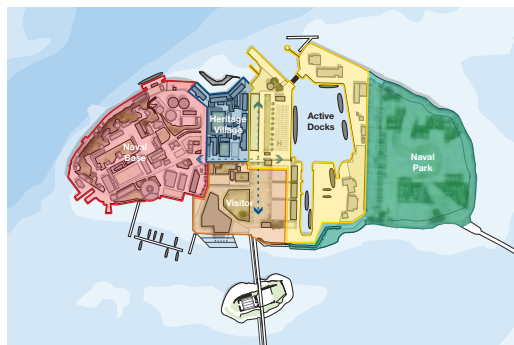 Heritage
Village
Active
Docks
Naval
Base
Naval
Park
Visitor